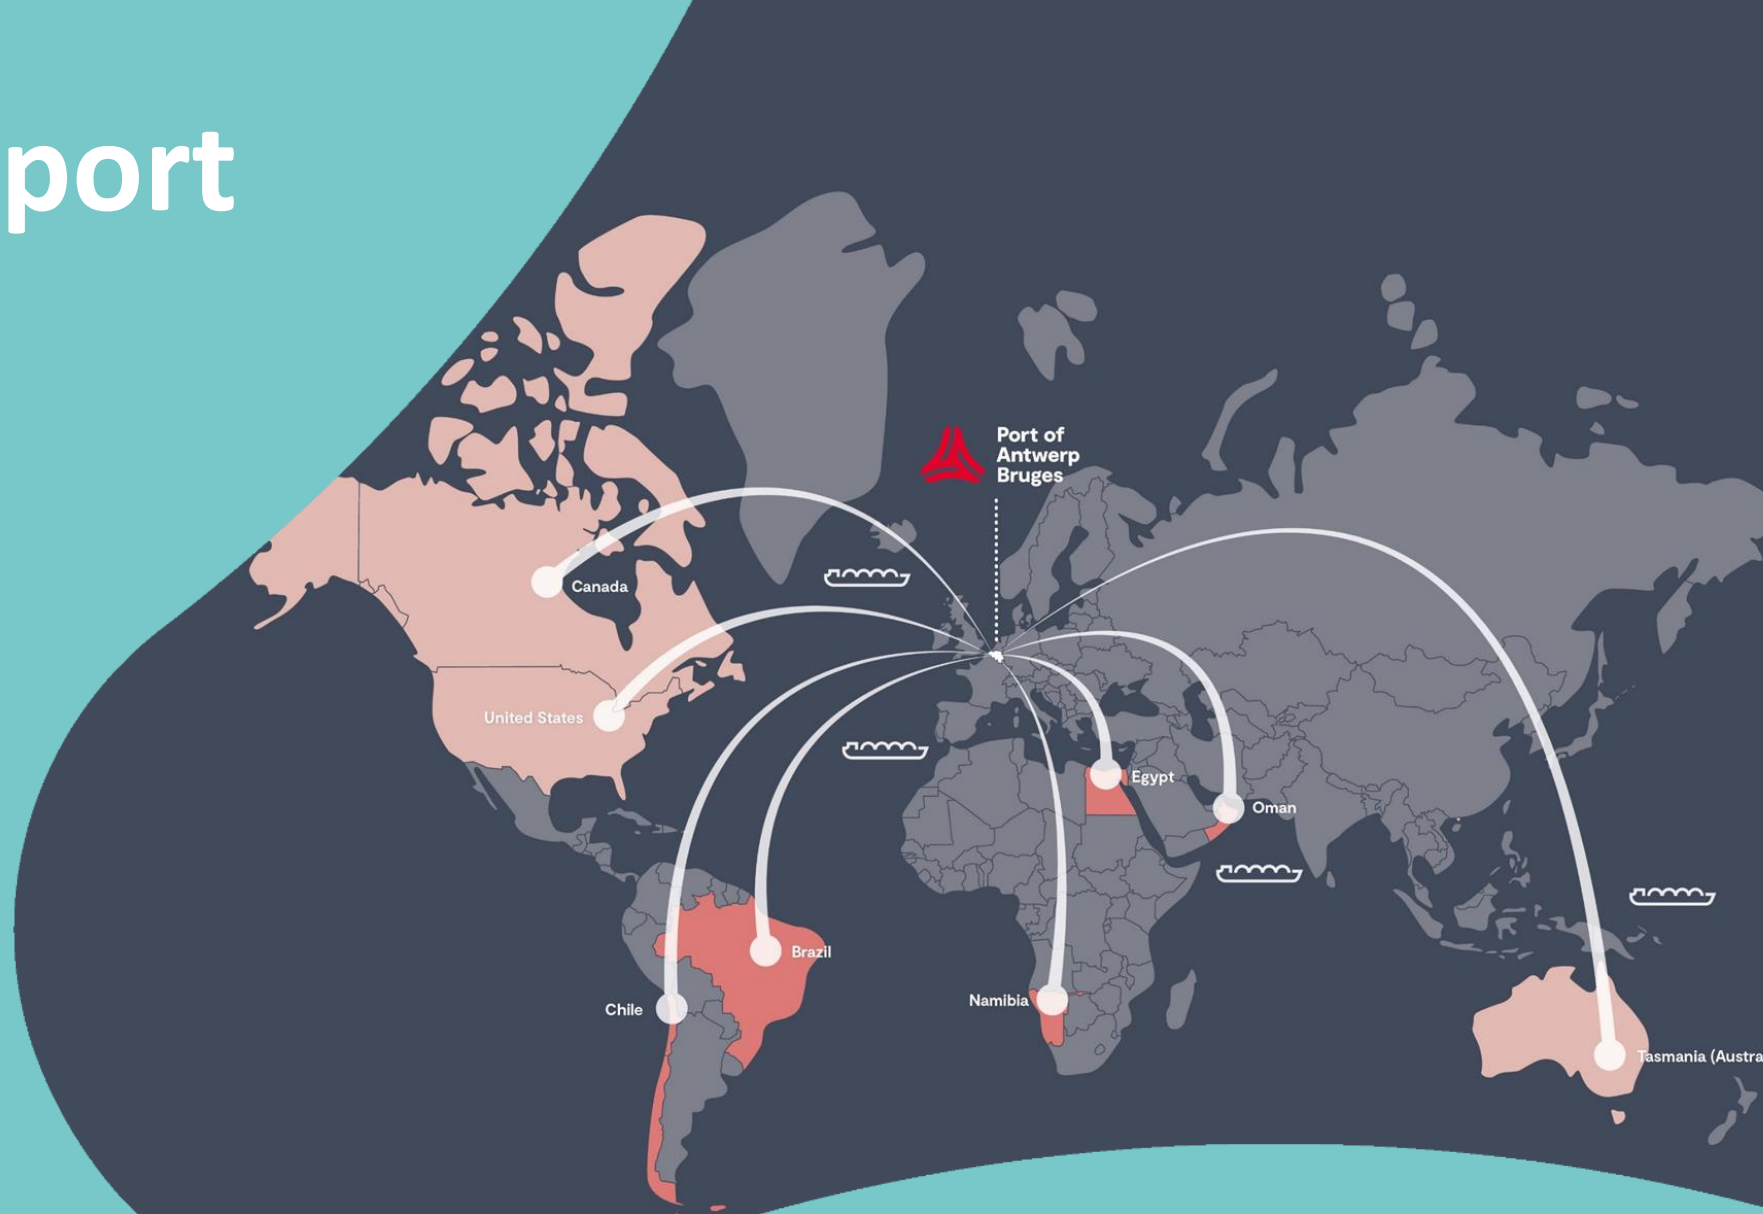 port
Port of
Antwerp
Bruges
Canada
United States
Egypt
Oman
Brazil
Namibia
Chile
Tasmania (Austra